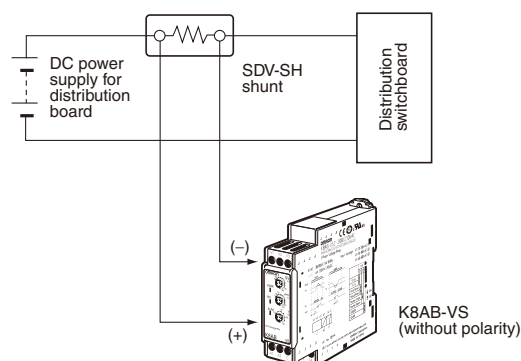 DC power
supply for
distribution
board
SDV-SH
shunt
Distribution
switchboard
(−)
(+)
K8AB-VS
(without polarity)